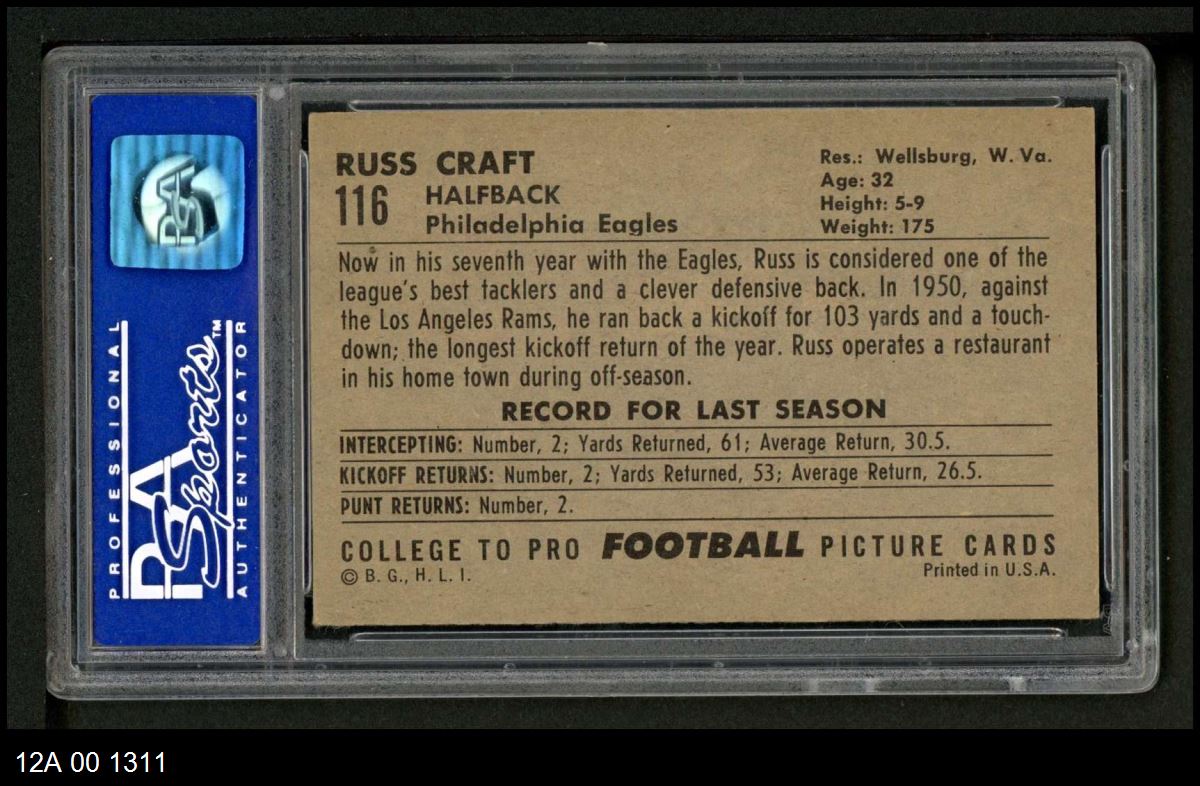 RUSS CRAFT
116 HALFBACK
Philadelphia Eagles
Res.: Wellsburg, W. Va.
Age: 32
Height: 5-9
Weight: 175
Now in his seventh year with the Eagles, Russ is considered one of the
league's best tacklers and a clever defensive back. In 1950, against
the Los Angeles Rams, he ran back a kickoff for 103 yards and a touch-
down; the longest kickoff return of the year. Russ operates a restaurant
in his home town during off-season.
RECORD FOR LAST SEASON
INTERCEPTING: Number, 2; Yards Returned, 61; Average Return, 30.5.
KICKOFF RETURNS: Number, 2; Yards Returned, 53; Average Return, 26.5.
PUNT RETURNS: Number, 2.
COLLEGE TO PRO FOOTBALL PICTURE CARDS
© B. G., H. L. I.
Printed in U.S.A.
PSA
PROFESSIONAL
PSA Sports™
AUTHENTICATOR
12A 00 1311